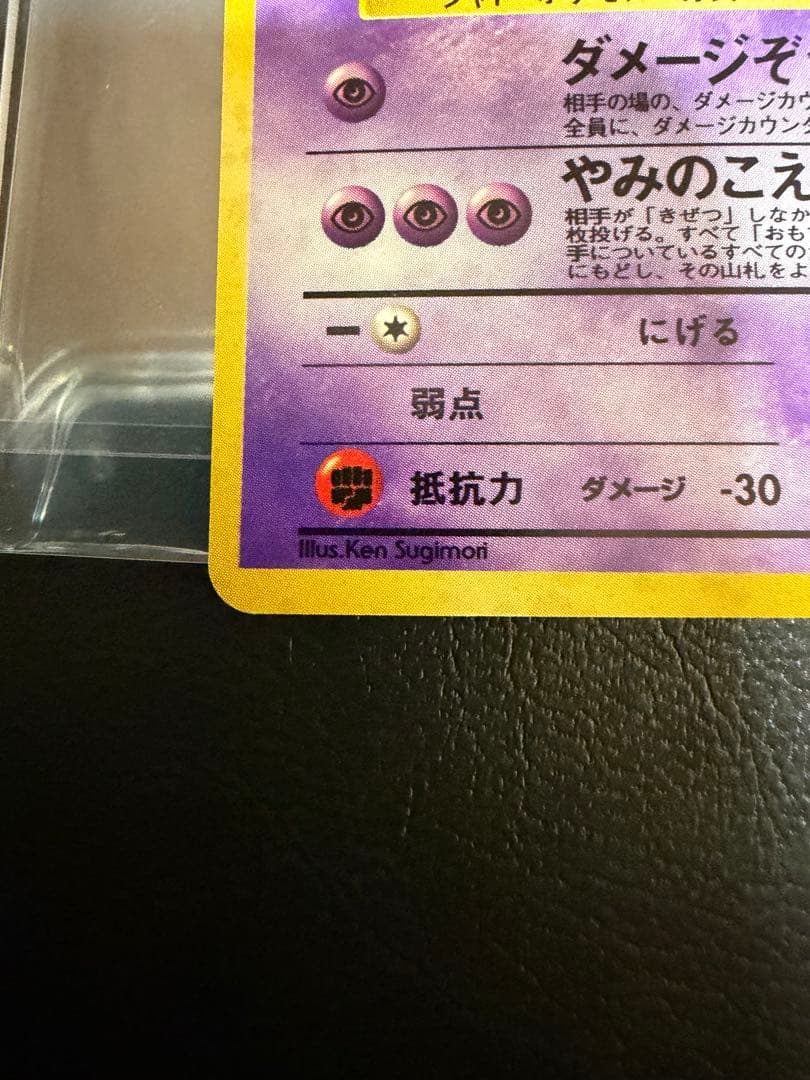 ダメージぞ
相手の場の、ダメージカウ
全員に、ダメージカウンタ
やみのこえ
相手が「きぜつ」しなか
枚投げる。すべて「おも
手についているすべての
にもどし、その山札をよ
にげる
弱点
抵抗力 ダメージ -30
Illus.Ken Sugimori